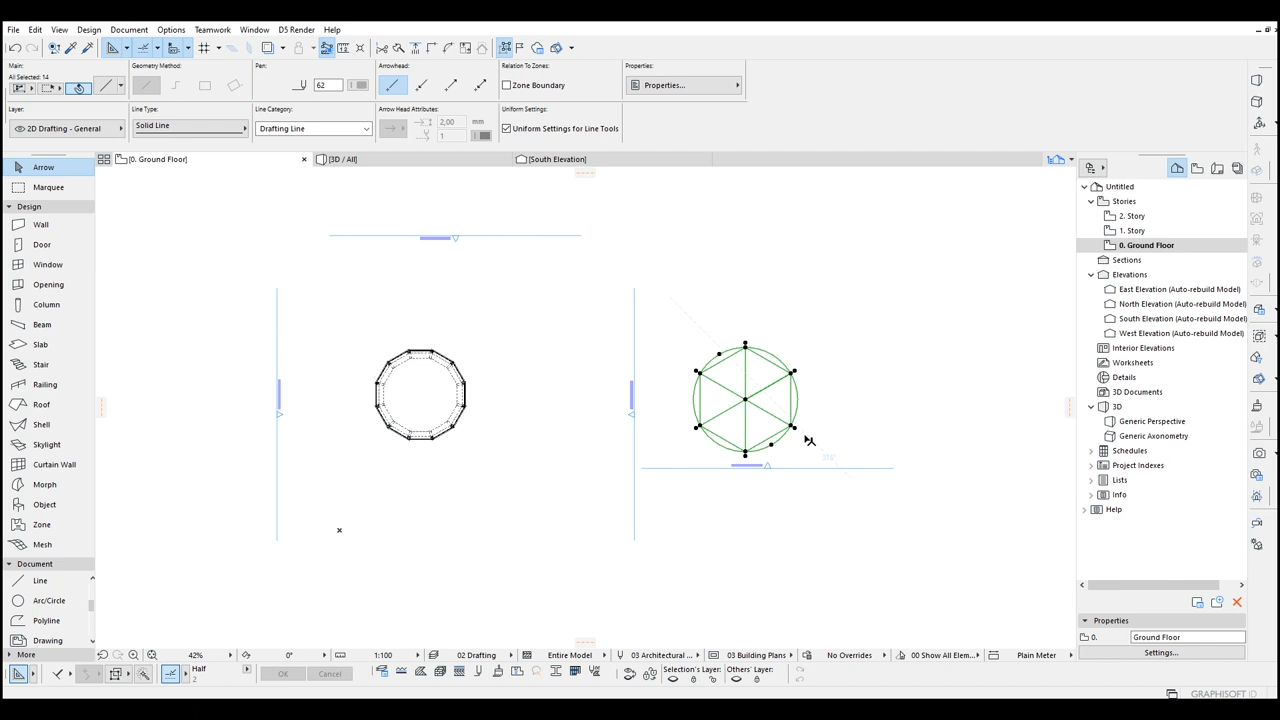 File Edit View Design Document Options Teamwork Window D5 Render Help
Main:
All Selected: 14
Geometry Method:
Pen:
62
Arrowhead:
Relation To Zones:
Zone Boundary
Properties:
Properties...
Layer:
2D Drafting - General
Line Type:
Solid Line
Line Category:
Drafting Line
Arrow Head Attributes:
2,00 mm
1
Uniform Settings:
Uniform Settings for Line Tools
[0. Ground Floor]
[3D / All]
[South Elevation]
Arrow
Marquee
Design
Wall
Door
Window
Opening
Column
Beam
Slab
Stair
Railing
Roof
Shell
Skylight
Curtain Wall
Morph
Object
Zone
Mesh
Document
Line
Arc/Circle
Polyline
Drawing
More
Untitled
Stories
2. Story
1. Story
0. Ground Floor
Sections
Elevations
East Elevation (Auto-rebuild Model)
North Elevation (Auto-rebuild Model)
South Elevation (Auto-rebuild Model)
West Elevation (Auto-rebuild Model)
Interior Elevations
Worksheets
Details
3D Documents
3D
Generic Perspective
Generic Axonometry
Schedules
Project Indexes
Lists
Info
Help
Properties
0.
Ground Floor
Settings...
42%
0°
1:100
02 Drafting
Entire Model
03 Architectural ...
03 Building Plans
No Overrides
00 Show All Elem...
Plain Meter
Half
2
OK
Cancel
Selection's Layer:
Others' Layer:
GRAPHISOFT ID